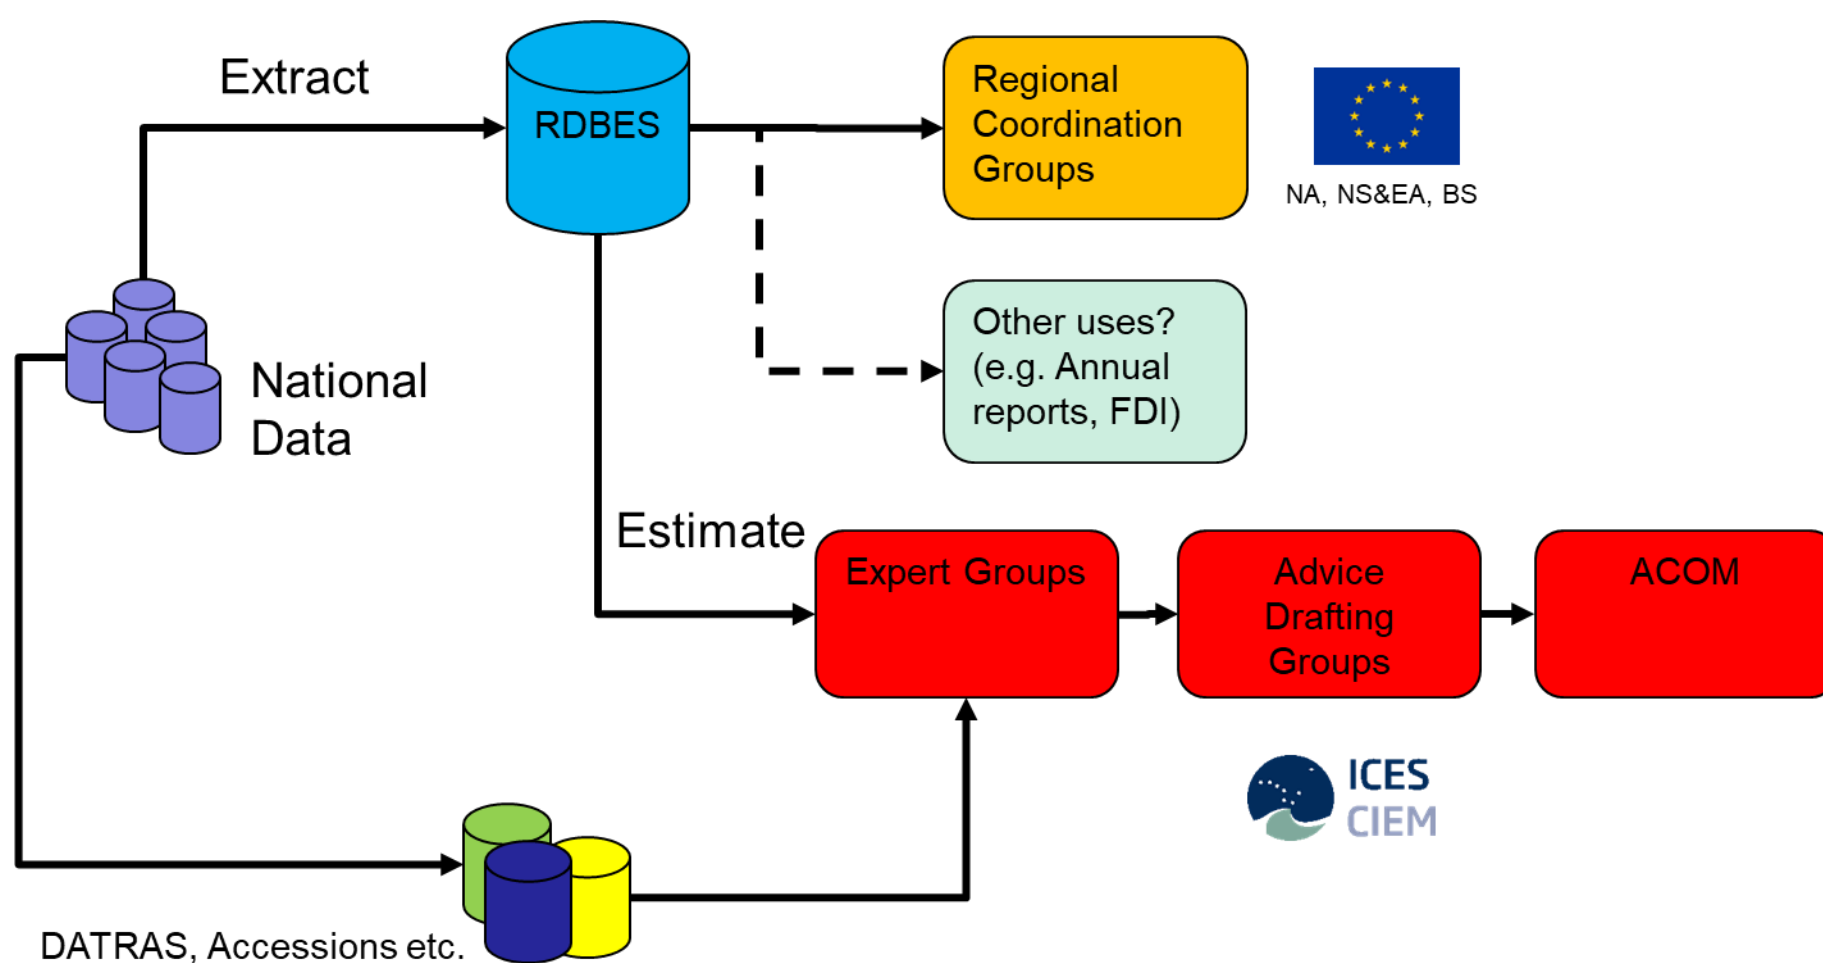 Extract
RDBES
Regional
Coordination
Groups
NA, NS&EA, BS
National
Data
Other uses?
(e.g. Annual
reports, FDI)
Estimate
Expert Groups
Advice
Drafting
Groups
ACOM
ICES
CIEM
DATRAS, Accessions etc.